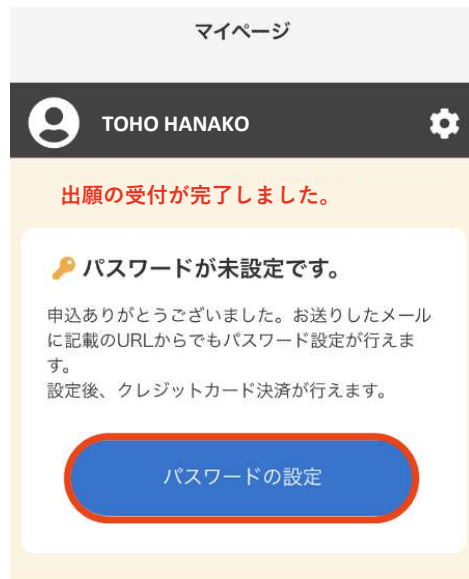 マイページ
TOHO HANAKO
出願の受付が完了しました。
パスワードが未設定です。
申込ありがとうございました。お送りしたメール
に記載のURLからでもパスワード設定が行えま
す。
設定後、クレジットカード決済が行えます。
パスワードの設定